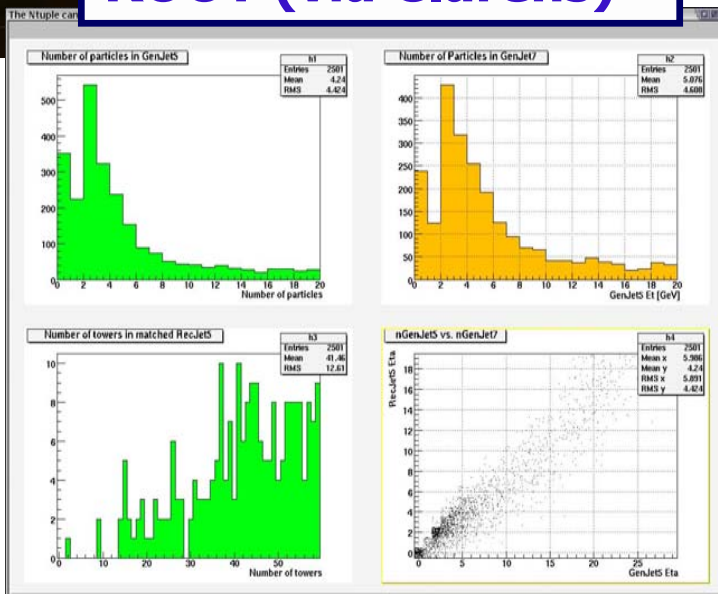 ROOT (via Clarens)
The Ntuple can
Number of particles in GenJet5
h1
Entries 2501
Mean 4.24
RMS 4.424
500
400
300
200
100
0
0 2 4 6 8 10 12 14 16 18 20
Number of particles
Number of Particles in GenJet7
h2
Entries 2501
Mean 5.076
RMS 4.608
400
350
300
250
200
150
100
50
0
0 2 4 6 8 10 12 14 16 18 20
GenJet5 Et [GeV]
Number of towers in matched RecJet5
h3
Entries 2501
Mean 41.46
RMS 12.61
10
8
6
4
2
0
0 10 20 30 40 50
Number of towers
nGenJet5 vs. nGenJet7
h4
Entries 2501
Mean x 5.986
Mean y 4.24
RMS x 5.891
RMS y 4.424
RecJet5 Eta
18
16
14
12
10
8
6
4
2
0
0 5 10 15 20 25
GenJet5 Eta